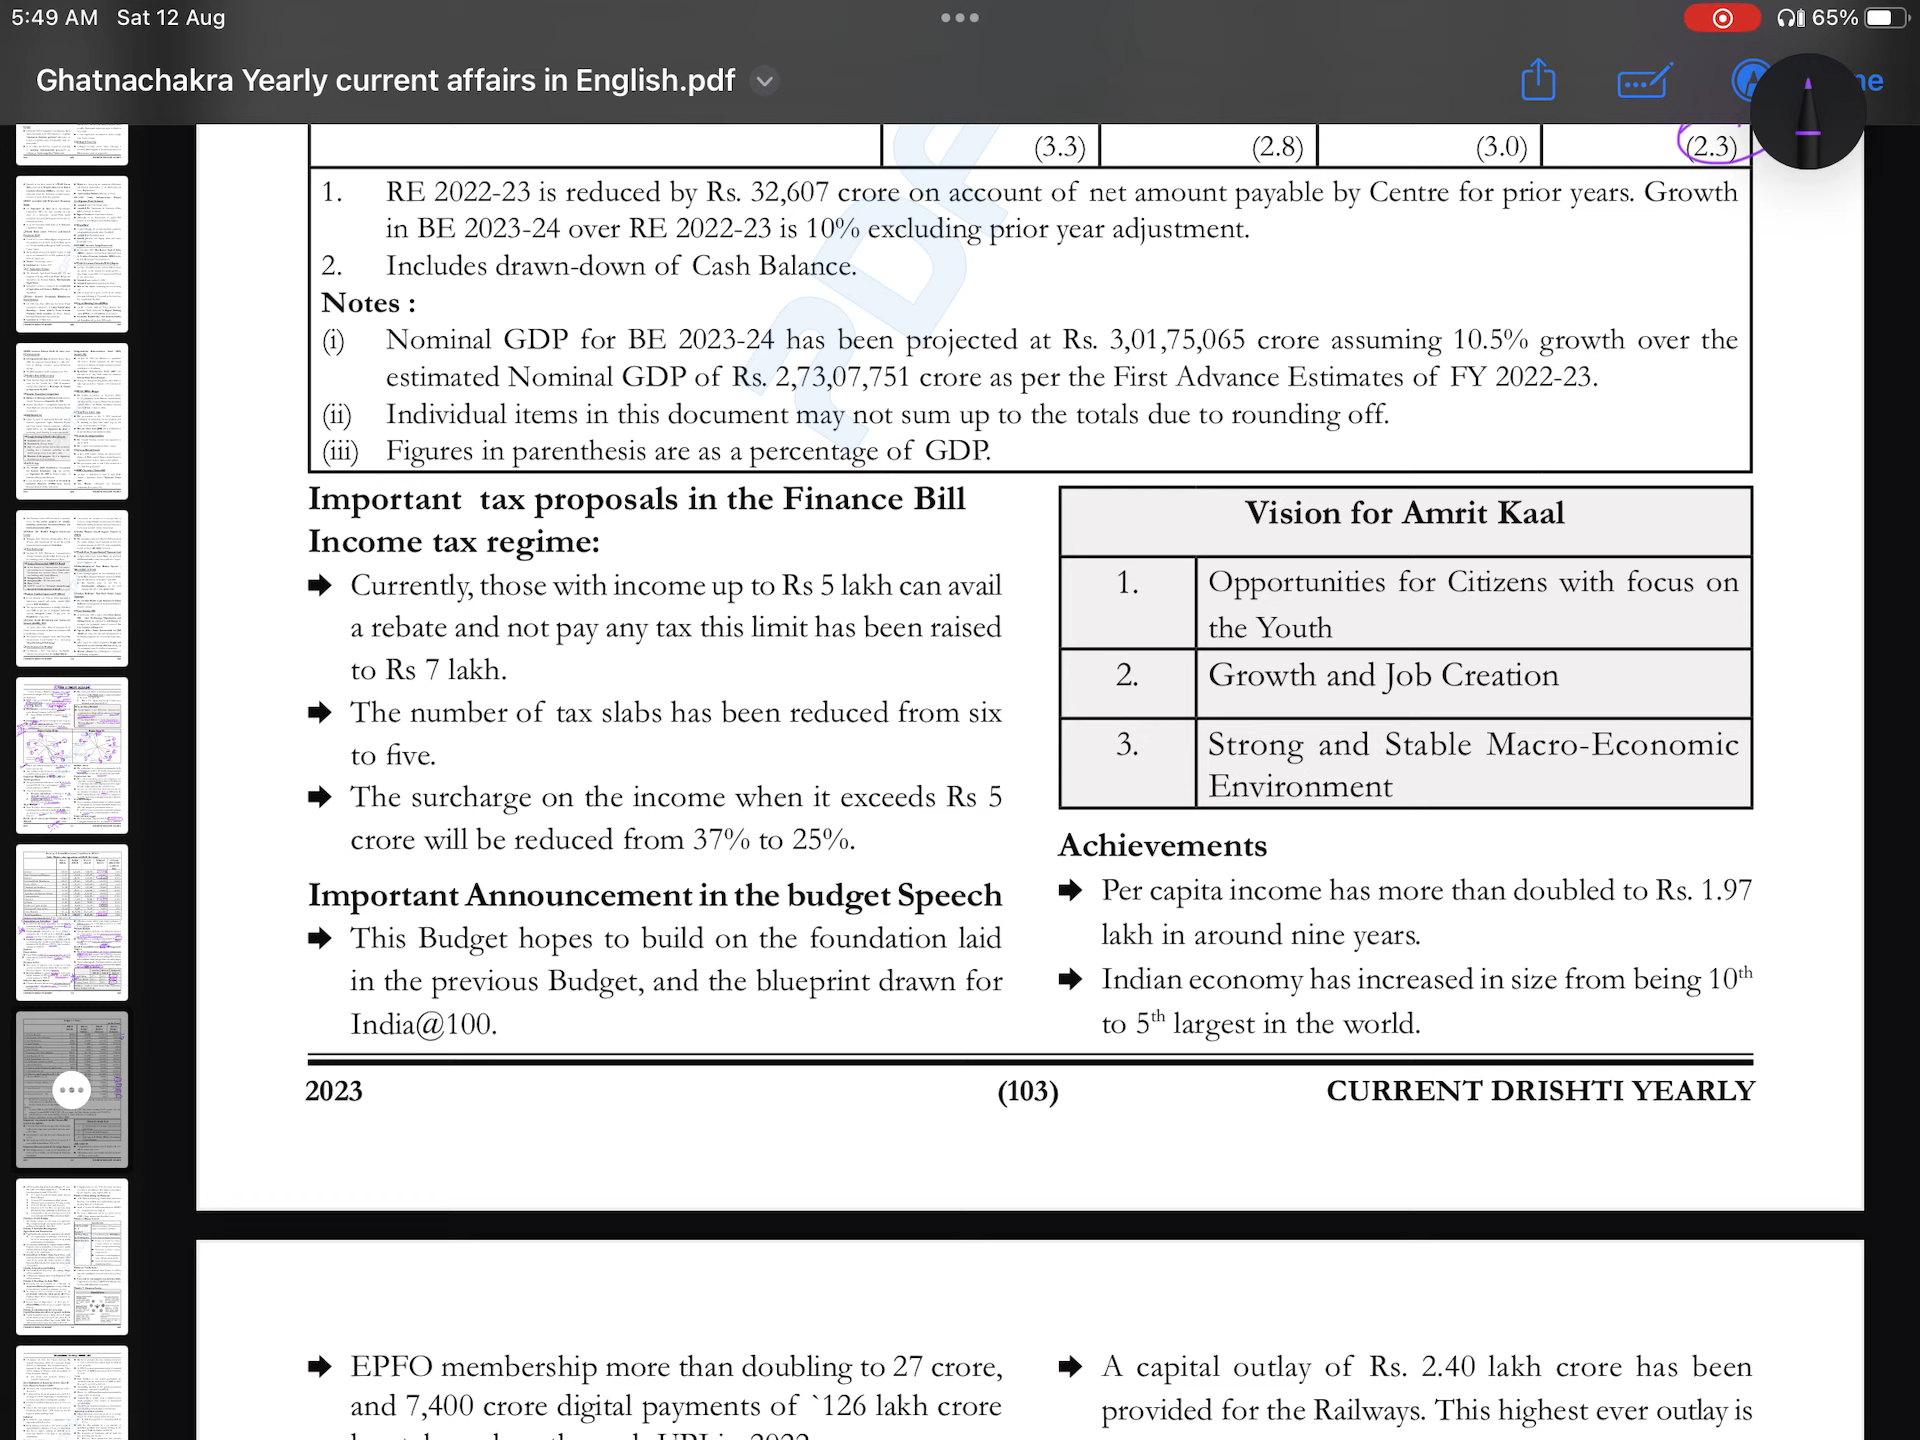 5:49 AM Sat 12 Aug
65%
Ghatnachakra Yearly current affairs in English.pdf
(3.3) (2.8) (3.0) (2.3)
1. RE 2022-23 is reduced by Rs. 32,607 crore on account of net amount payable by Centre for prior years. Growth
in BE 2023-24 over RE 2022-23 is 10% excluding prior year adjustment.
2. Includes drawn-down of Cash Balance.
Notes :
(i) Nominal GDP for BE 2023-24 has been projected at Rs. 3,01,75,065 crore assuming 10.5% growth over the
estimated Nominal GDP of Rs. 2,73,07,751 crore as per the First Advance Estimates of FY 2022-23.
(ii) Individual items in this document may not sum up to the totals due to rounding off.
(iii) Figures in parenthesis are as a percentage of GDP.
Important tax proposals in the Finance Bill
Income tax regime:
Currently, those with income up to Rs 5 lakh can avail
a rebate and not pay any tax this limit has been raised
to Rs 7 lakh.
The number of tax slabs has been reduced from six
to five.
The surcharge on the income when it exceeds Rs 5
crore will be reduced from 37% to 25%.
Important Announcement in the budget Speech
This Budget hopes to build on the foundation laid
in the previous Budget, and the blueprint drawn for
India@100.
Vision for Amrit Kaal
1. Opportunities for Citizens with focus on
the Youth
2. Growth and Job Creation
3. Strong and Stable Macro-Economic
Environment
Achievements
Per capita income has more than doubled to Rs. 1.97
lakh in around nine years.
Indian economy has increased in size from being 10th
to 5th largest in the world.
2023 (103) CURRENT DRISHTI YEARLY
EPFO membership more than doubling to 27 crore,
and 7,400 crore digital payments of `126 lakh crore
A capital outlay of Rs. 2.40 lakh crore has been
provided for the Railways. This highest ever outlay is